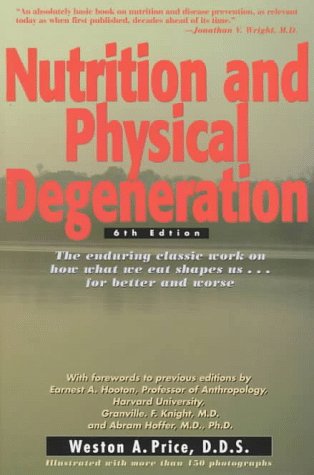 "An absolutely basic book on nutrition and disease prevention, as relevant
today as when first published, decades ahead of its time."
—Jonathan V. Wright, M.D.
Nutrition and
Physical
Degeneration
6th Edtion
The enduring classic work on
how what we eat shapes us . . .
for better and worse
With forewords to previous editions by
Earnest A. Hooton, Professor of Anthropology,
Harvard University,
Granville. F. Knight, M.D.
and Abram Hoffer, M.D., Ph.D.
Weston A. Price, D.D.S.
Illustrated with more than 150 photographs